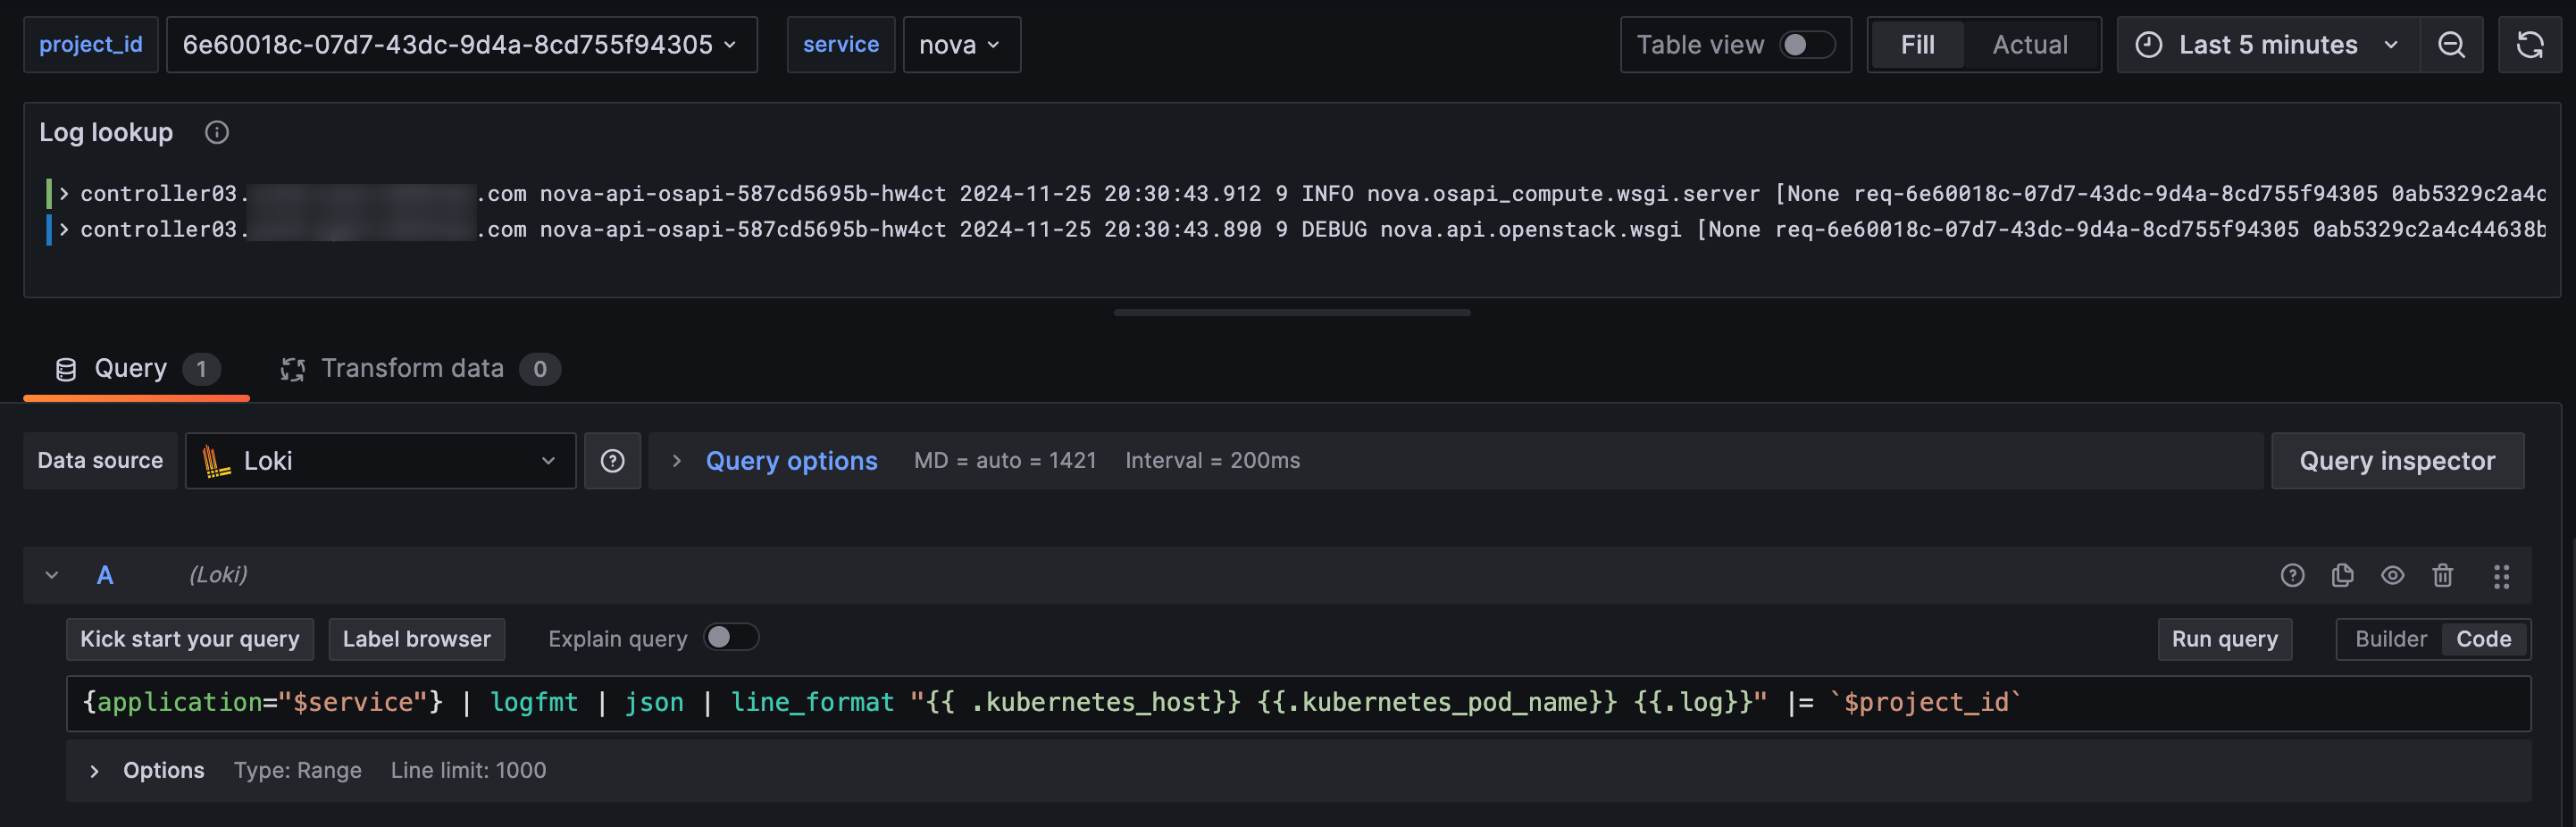 project_id 6e60018c-07d7-43dc-9d4a-8cd755f94305 service nova Table view Fill Actual Last 5 minutes
Log lookup
controller03. .com nova-api-osapi-587cd5695b-hw4ct 2024-11-25 20:30:43.912 9 INFO nova.osapi_compute.wsgi.server [None req-6e60018c-07d7-43dc-9d4a-8cd755f94305 0ab5329c2a4c
controller03. .com nova-api-osapi-587cd5695b-hw4ct 2024-11-25 20:30:43.890 9 DEBUG nova.api.openstack.wsgi [None req-6e60018c-07d7-43dc-9d4a-8cd755f94305 0ab5329c2a4c44638b
Query 1 Transform data 0
Data source Loki Query options MD = auto = 1421 Interval = 200ms Query inspector
A (Loki)
Kick start your query Label browser Explain query Run query Builder Code
{application="$service"} | logfmt | json | line_format "{{ .kubernetes_host}} {{.kubernetes_pod_name}} {{.log}}" |= `$project_id`
Options Type: Range Line limit: 1000